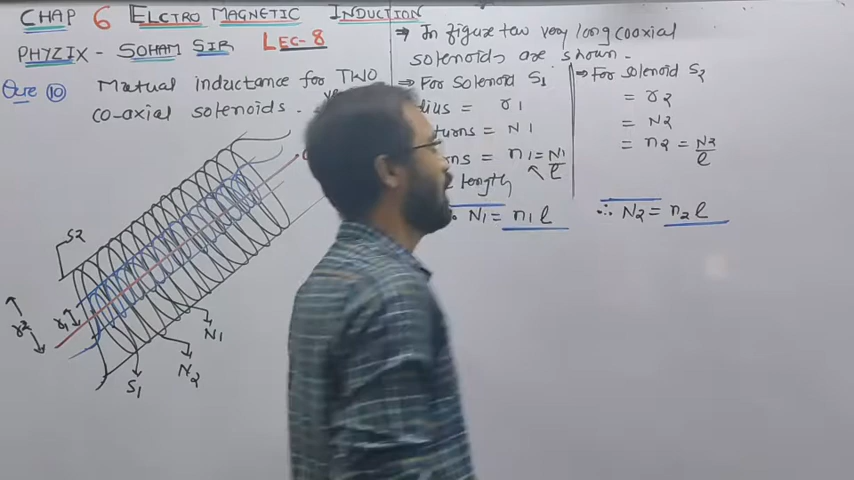 CHAP 6 ELCTRO MAGNETIC INDUCTION
PHYZIX - SOHAM SIR LEC-8
Que 10 Mutual inductance for TWO
co-axial solenoids.
S2
r2
r1
N1
N2
S1
⇒ In figure two very long coaxial
solenoids are shown.
⇒ For Solenoid S1
dius = r1
turns = N1
ns = n1 = N1/l
length
∴ N1 = n1 l
⇒ For solenoid S2
= r2
= N2
= n2 = N2/l
∴ N2 = n2 l